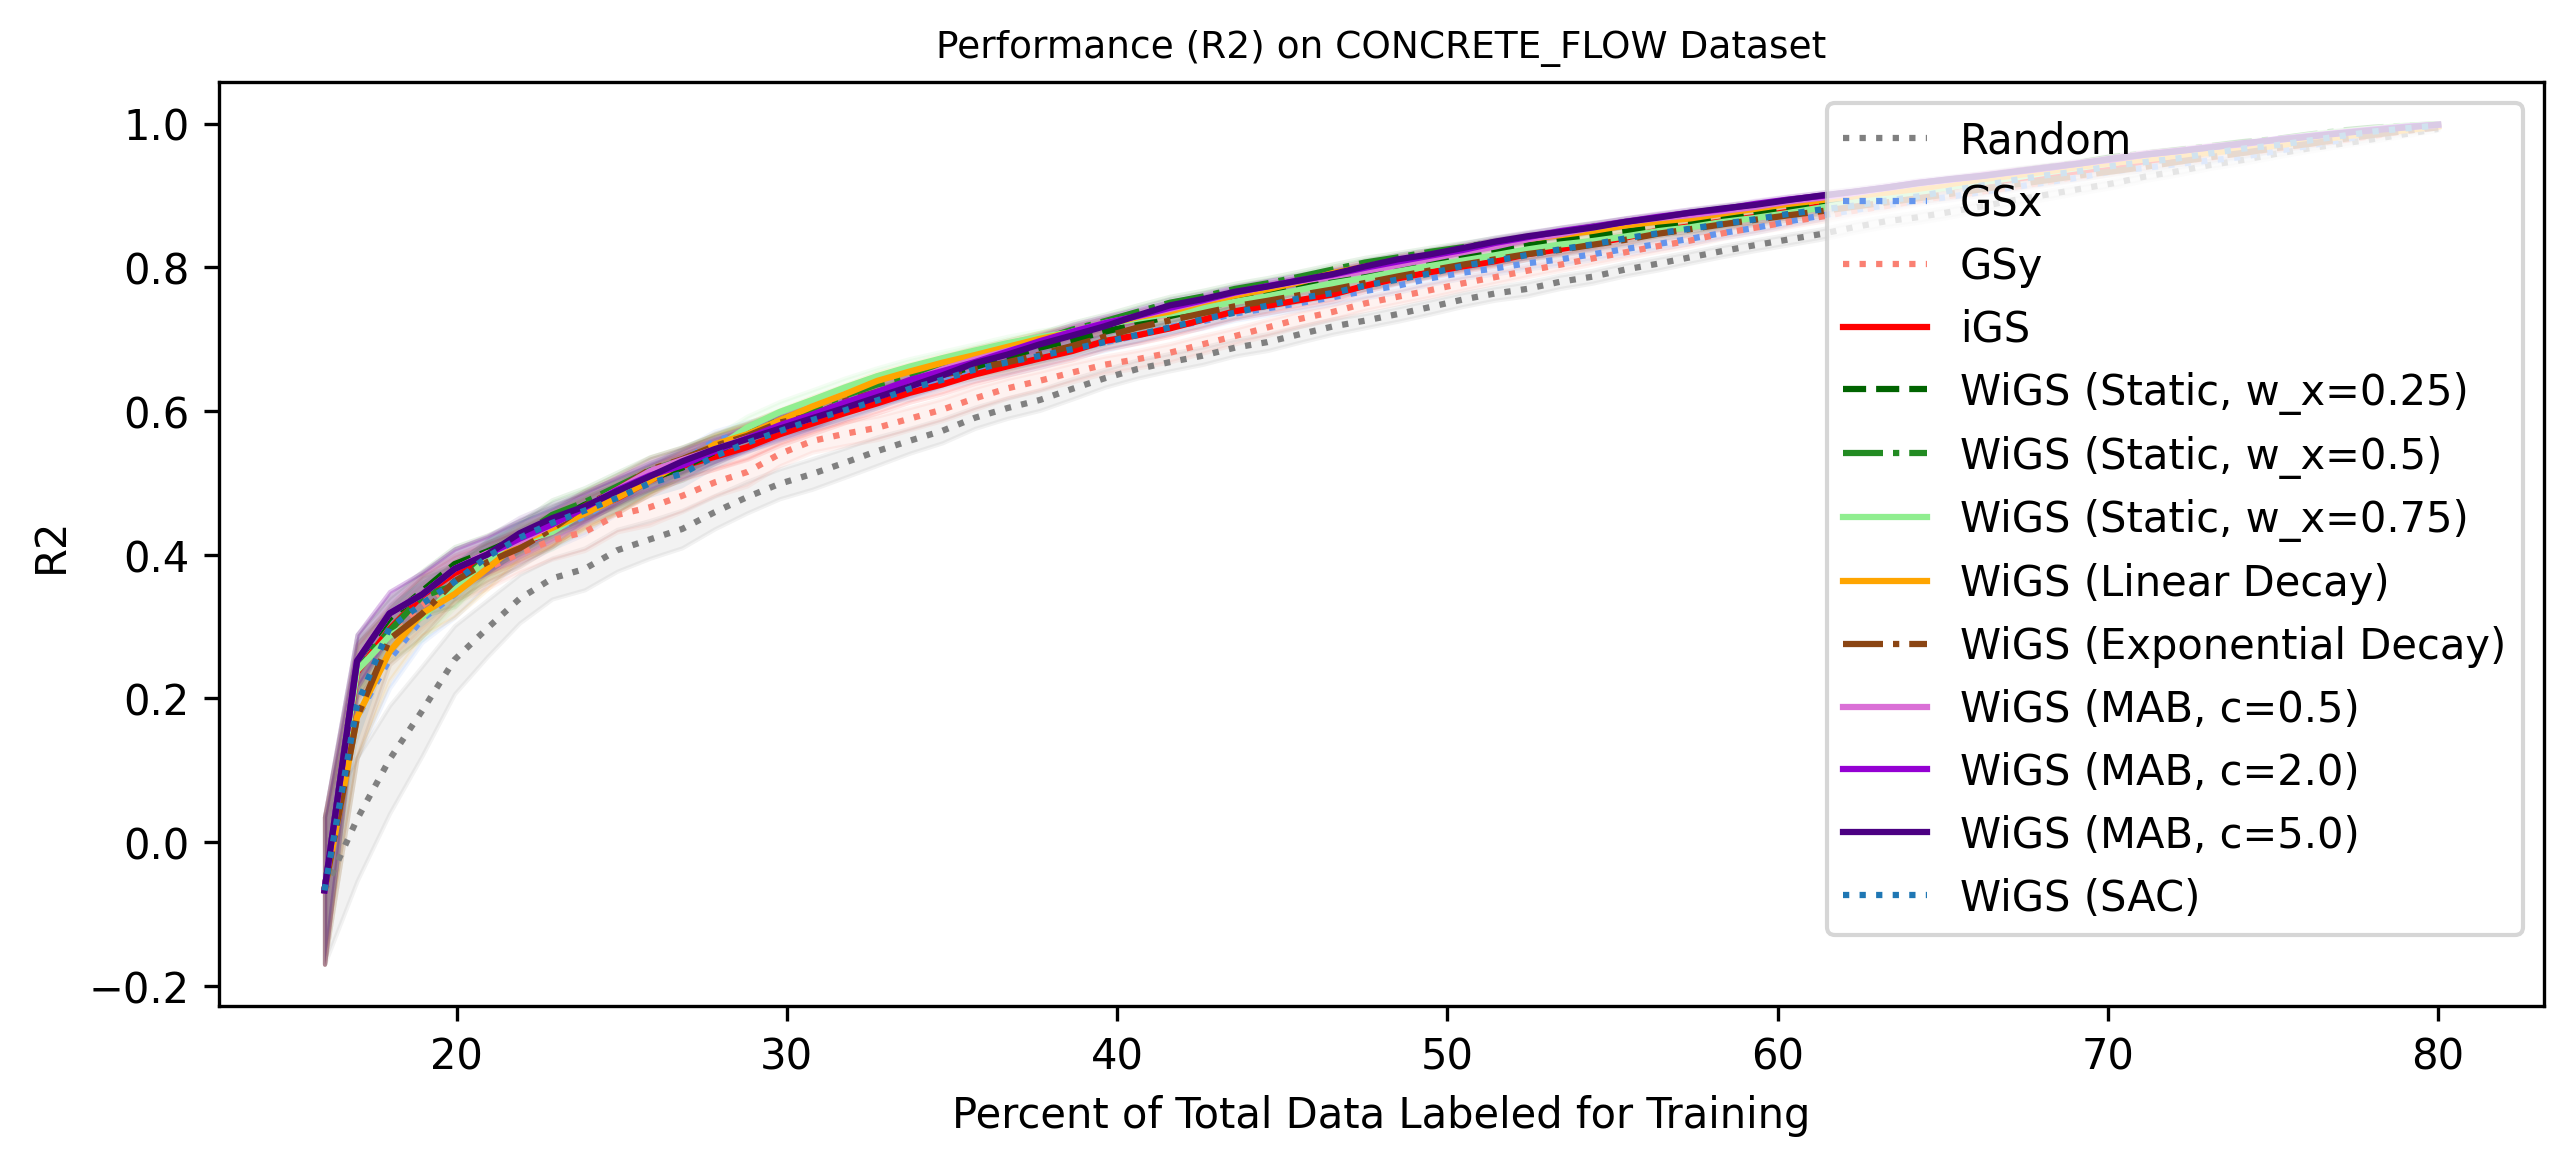 Performance (R2) on CONCRETE_FLOW Dataset
R2
1.0
0.8
0.6
0.4
0.2
0.0
−0.2
20 30 40 50 60 70 80
Percent of Total Data Labeled for Training
Random
GSx
GSy
iGS
WiGS (Static, w_x=0.25)
WiGS (Static, w_x=0.5)
WiGS (Static, w_x=0.75)
WiGS (Linear Decay)
WiGS (Exponential Decay)
WiGS (MAB, c=0.5)
WiGS (MAB, c=2.0)
WiGS (MAB, c=5.0)
WiGS (SAC)